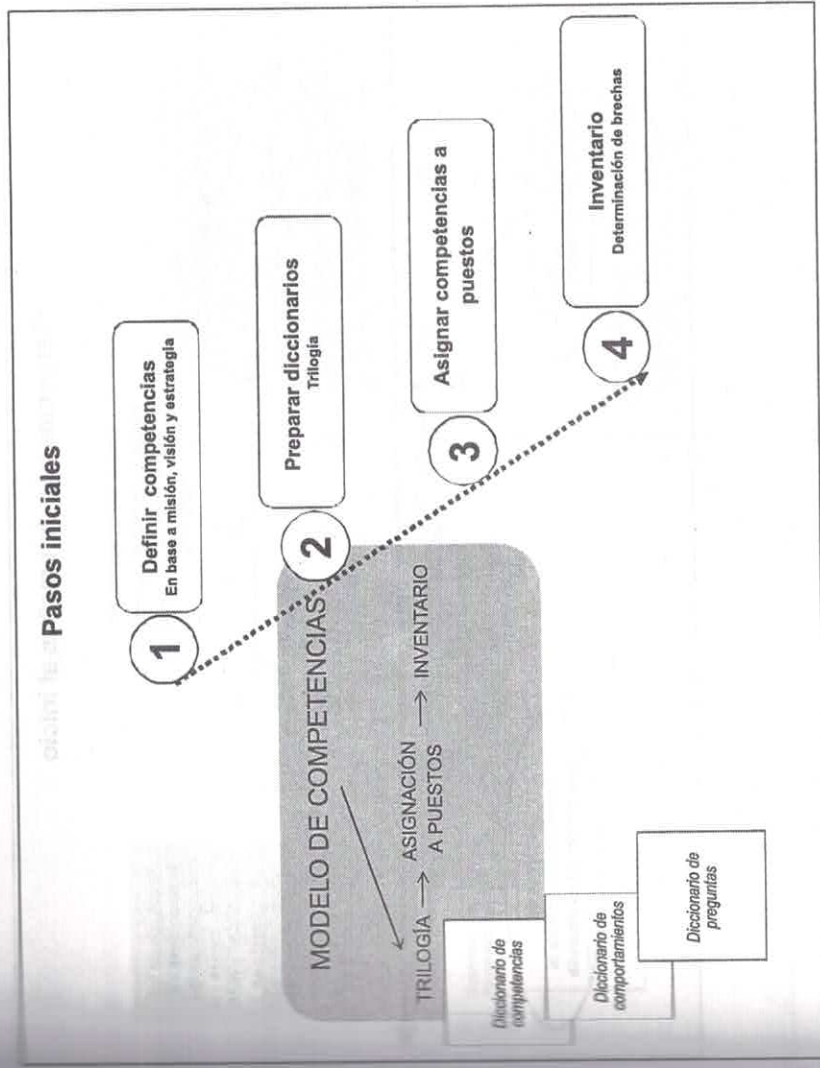 Pasos iniciales
1
Definir competencias
En base a misión, visión y estrategia
2
Preparar diccionarios
Trilogía
3
Asignar competencias a
puestos
4
Inventario
Determinación de brechas
MODELO DE COMPETENCIAS
TRILOGÍA → ASIGNACIÓN → INVENTARIO
A PUESTOS
Diccionario de
competencias
Diccionario de
comportamientos
Diccionario de
preguntas